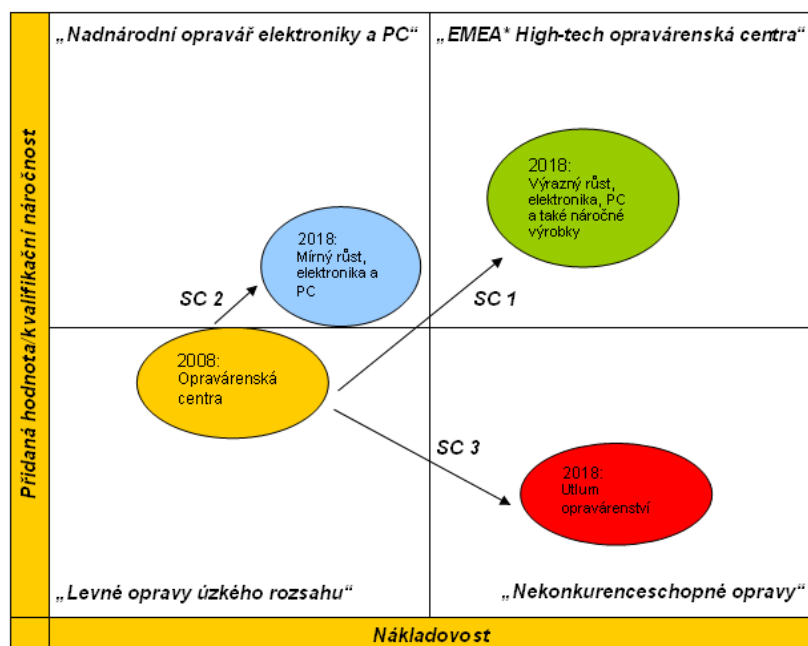 „Nadnárodní opravář elektroniky a PC“
„EMEA* High-tech opravárenská centra“
Přidaná hodnota/kvalifikační náročnost
2018:
Výrazný růst,
elektronika, PC
a také náročné
výrobky
2018:
Mírný růst,
elektronika a
PC
SC 2
SC 1
2008:
Opravárenská
centra
SC 3
2018:
Utlum
opravárenství
„Levné opravy úzkého rozsahu“
„Nekonkurenceschopné opravy“
Nákladovost